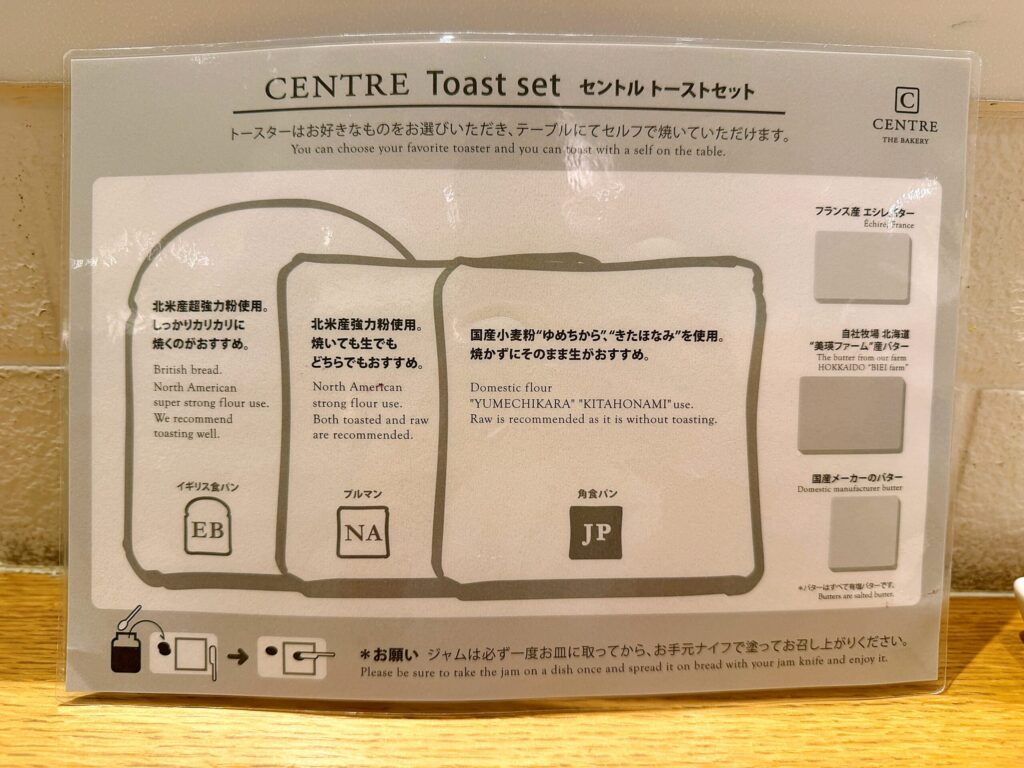 CENTRE Toast set セントル トーストセット
トースターはお好きなものをお選びいただき、テーブルにてセルフで焼いていただけます。
You can choose your favorite toaster and you can toast with a self on the table.
C
CENTRE
THE BAKERY
北米産超強力粉使用。
しっかりカリカリに
焼くのがおすすめ。
British bread.
North American
super strong flour use.
We recommend
toasting well.
イギリス食パン
EB
北米産強力粉使用。
焼いても生でも
どちらでもおすすめ。
North American
strong flour use.
Both toasted and raw
are recommended.
プルマン
NA
国産小麦粉“ゆめちから”、“きたほなみ”を使用。
焼かずにそのまま生がおすすめ。
Domestic flour
"YUMECHIKARA" "KITAHONAMI" use.
Raw is recommended as it is without toasting.
角食パン
JP
フランス産 エシレバター
Échiré, France
自社牧場 北海道
“美瑛ファーム”産バター
The butter from our farm
HOKKAIDO “BIEI farm”
国産メーカーのバター
Domestic manufacturer butter
*バターはすべて有塩バターです。
Butters are salted butter.
*お願い ジャムは必ず一度お皿に取ってから、お手元ナイフで塗ってお召し上がりください。
Please be sure to take the jam on a dish once and spread it on bread with your jam knife and enjoy it.